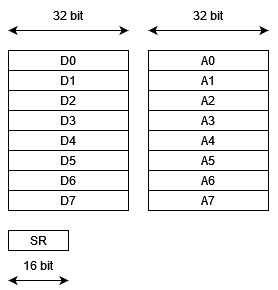 32 bit 32 bit
D0 A0
D1 A1
D2 A2
D3 A3
D4 A4
D5 A5
D6 A6
D7 A7
SR
16 bit